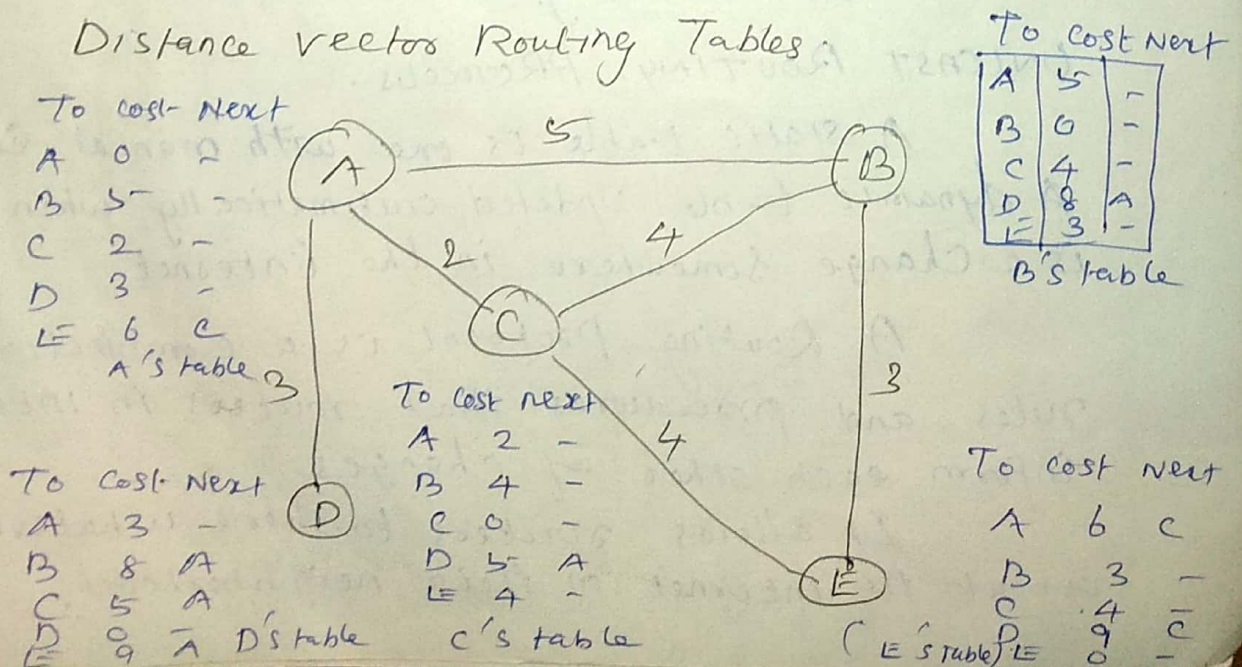 Distance vector Routing Tables.
To cost Next
A 0 -
B 5 -
C 2 -
D 3 -
E 6 C
A's table
To cost Next
A 5 -
B 0 -
C 4 -
D 8 A
E 3 -
B's table
A
5
B
2
4
C
3
3
4
D
E
To cost next
A 2 -
B 4 -
C 0 -
D 5 A
E 4 -
C's table
To cost Next
A 3 -
B 8 A
C 5 A
D 0 -
E 9 A
D's table
To cost Next
A 6 C
B 3 -
C 4 -
D 9 C
E 0 -
(E's table)